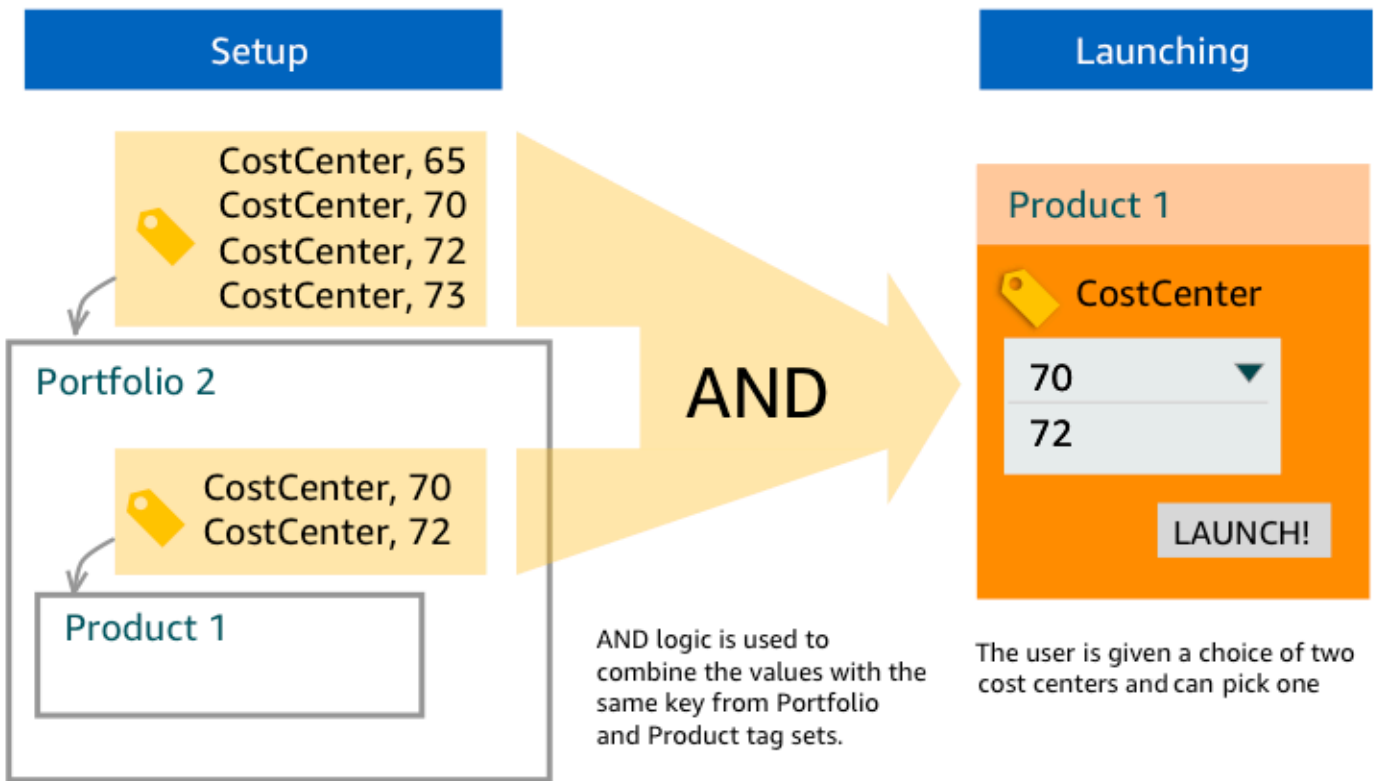 Setup
Launching
CostCenter, 65
CostCenter, 70
CostCenter, 72
CostCenter, 73
Portfolio 2
CostCenter, 70
CostCenter, 72
Product 1
AND
AND logic is used to
combine the values with the
same key from Portfolio
and Product tag sets.
Product 1
CostCenter
70
72
LAUNCH!
The user is given a choice of two
cost centers and can pick one